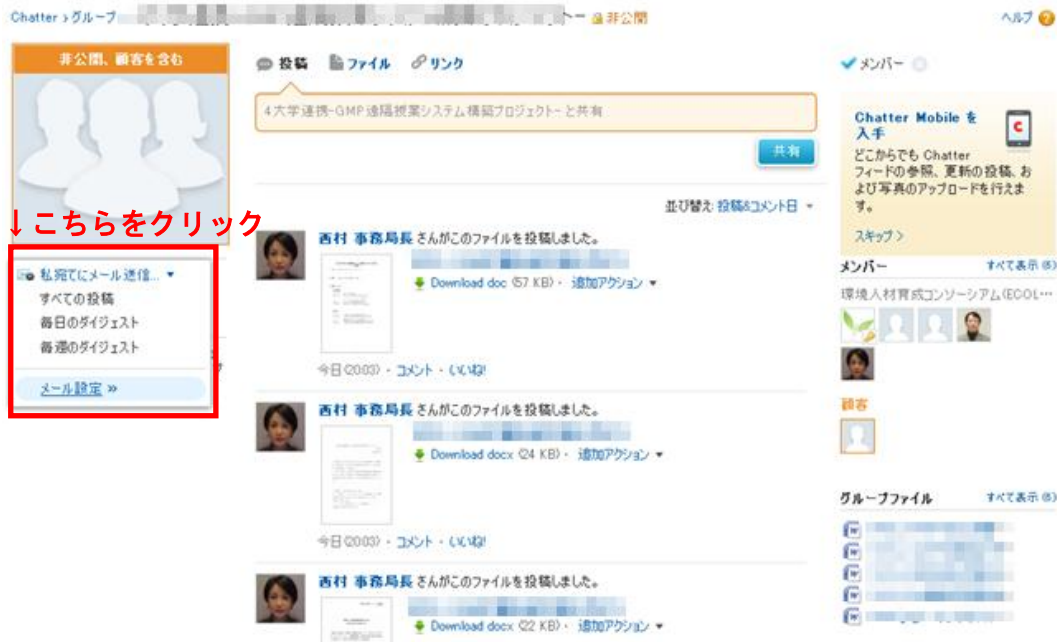 Chatter › グループ
非公開
ヘルプ
非公開、顧客を含む
投稿 ファイル リンク
4大学連携-GMP遠隔授業システム構築プロジェクトーと共有
共有
並び替え: 投稿&コメント日
↓こちらをクリック
私宛てにメール送信...
すべての投稿
毎日のダイジェスト
毎週のダイジェスト
メール設定 »
西村 事務局長 さんがこのファイルを投稿しました。
Download doc (57 KB) · 追加アクション
今日(20:03) · コメント · いいね!
西村 事務局長 さんがこのファイルを投稿しました。
Download docx (24 KB) · 追加アクション
今日(20:03) · コメント · いいね!
西村 事務局長 さんがこのファイルを投稿しました。
Download docx (22 KB) · 追加アクション
メンバー
Chatter Mobile を
入手
どこからでも Chatter
フィードの参照、更新の投稿、お
よび写真のアップロードを行えま
す。
スキップ ›
メンバー すべて表示 (5)
環境人材育成コンソーシアム(ECOL…
顧客
グループファイル すべて表示 (5)